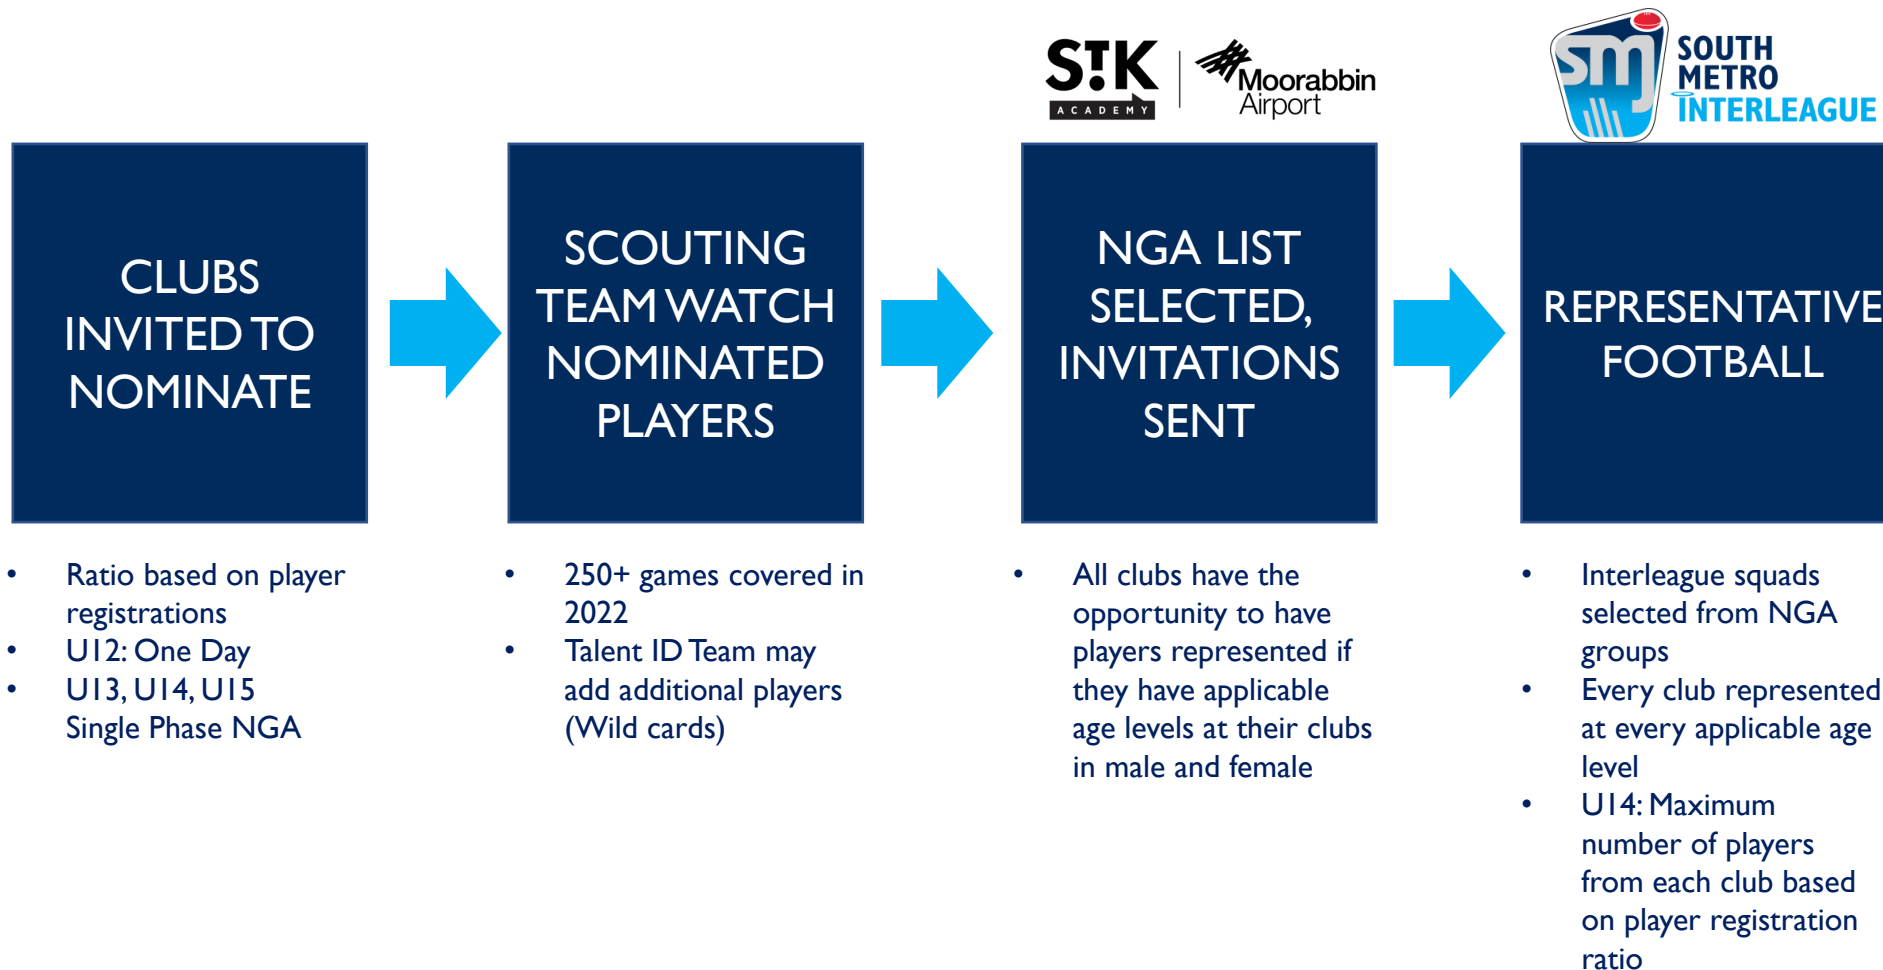 STK
ACADEMY
Moorabbin
Airport
smj
SOUTH
METRO
INTERLEAGUE
CLUBS
INVITED TO
NOMINATE
SCOUTING
TEAM WATCH
NOMINATED
PLAYERS
NGA LIST
SELECTED,
INVITATIONS
SENT
REPRESENTATIVE
FOOTBALL
• Ratio based on player
registrations
• U12: One Day
• U13, U14, U15
Single Phase NGA
• 250+ games covered in
2022
• Talent ID Team may
add additional players
(Wild cards)
• All clubs have the
opportunity to have
players represented if
they have applicable
age levels at their clubs
in male and female
• Interleague squads
selected from NGA
groups
• Every club represented
at every applicable age
level
• U14: Maximum
number of players
from each club based
on player registration
ratio